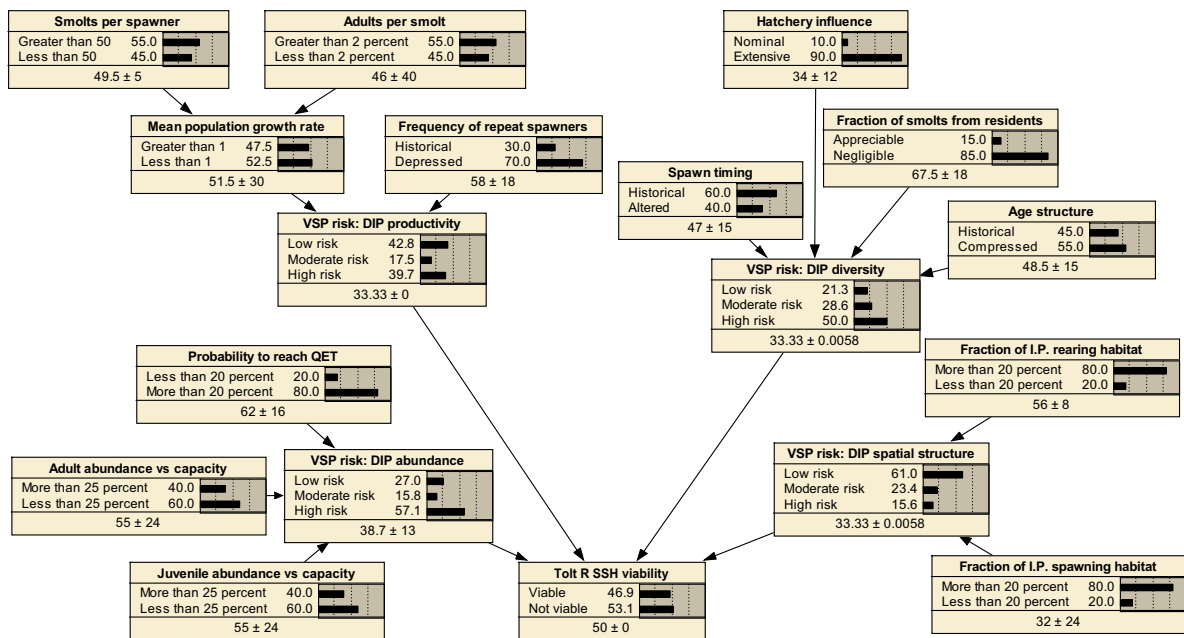 Smolts per spawner
Greater than 50 55.0
Less than 50 45.0
49.5 ± 5
Adults per smolt
Greater than 2 percent 55.0
Less than 2 percent 45.0
46 ± 40
Hatchery influence
Nominal 10.0
Extensive 90.0
34 ± 12
Mean population growth rate
Greater than 1 47.5
Less than 1 52.5
51.5 ± 30
Frequency of repeat spawners
Historical 30.0
Depressed 70.0
58 ± 18
Fraction of smolts from residents
Appreciable 15.0
Negligible 85.0
67.5 ± 18
Spawn timing
Historical 60.0
Altered 40.0
47 ± 15
Age structure
Historical 45.0
Compressed 55.0
48.5 ± 15
VSP risk: DIP productivity
Low risk 42.8
Moderate risk 17.5
High risk 39.7
33.33 ± 0
VSP risk: DIP diversity
Low risk 21.3
Moderate risk 28.6
High risk 50.0
33.33 ± 0.0058
Probability to reach QET
Less than 20 percent 20.0
More than 20 percent 80.0
62 ± 16
Fraction of I.P. rearing habitat
More than 20 percent 80.0
Less than 20 percent 20.0
56 ± 8
Adult abundance vs capacity
More than 25 percent 40.0
Less than 25 percent 60.0
55 ± 24
VSP risk: DIP abundance
Low risk 27.0
Moderate risk 15.8
High risk 57.1
38.7 ± 13
VSP risk: DIP spatial structure
Low risk 61.0
Moderate risk 23.4
High risk 15.6
33.33 ± 0.0058
Juvenile abundance vs capacity
More than 25 percent 40.0
Less than 25 percent 60.0
55 ± 24
Tolt R SSH viability
Viable 46.9
Not viable 53.1
50 ± 0
Fraction of I.P. spawning habitat
More than 20 percent 80.0
Less than 20 percent 20.0
32 ± 24